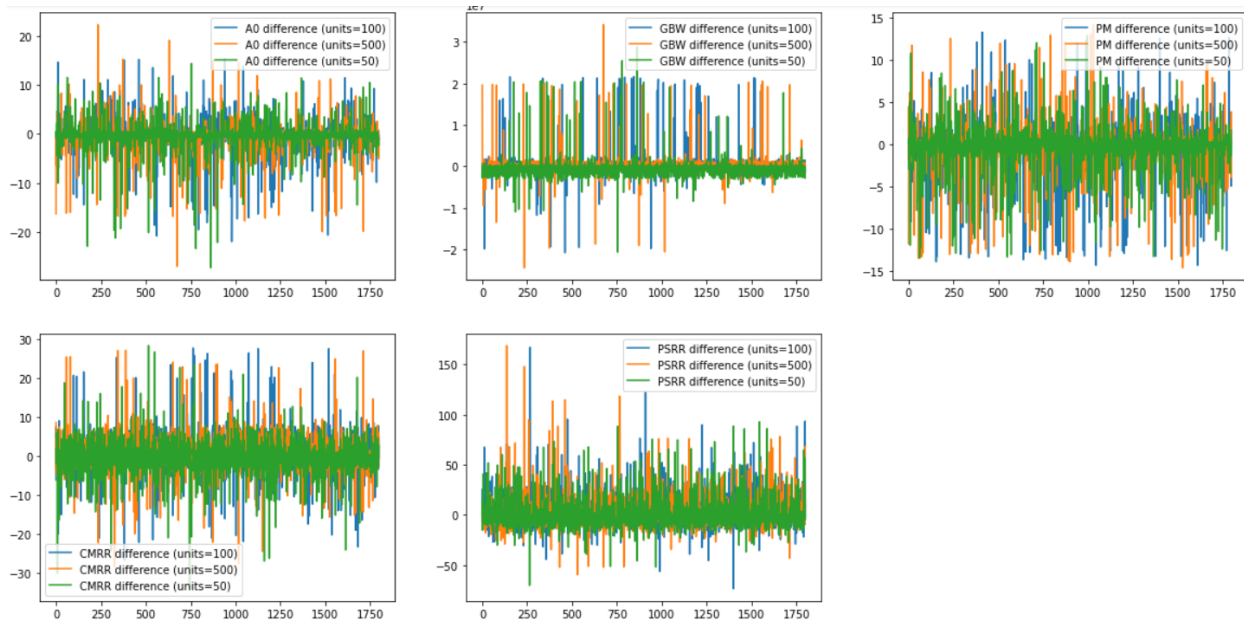 A0 difference (units=100)
A0 difference (units=500)
A0 difference (units=50)
20
10
0
−10
−20
0 250 500 750 1000 1250 1500 1750
1e7
GBW difference (units=100)
GBW difference (units=500)
GBW difference (units=50)
3
2
1
0
−1
−2
0 250 500 750 1000 1250 1500 1750
PM difference (units=100)
PM difference (units=500)
PM difference (units=50)
15
10
5
0
−5
−10
−15
0 250 500 750 1000 1250 1500 1750
30
20
10
0
−10
−20
−30
CMRR difference (units=100)
CMRR difference (units=500)
CMRR difference (units=50)
0 250 500 750 1000 1250 1500 1750
PSRR difference (units=100)
PSRR difference (units=500)
PSRR difference (units=50)
150
100
50
0
−50
0 250 500 750 1000 1250 1500 1750